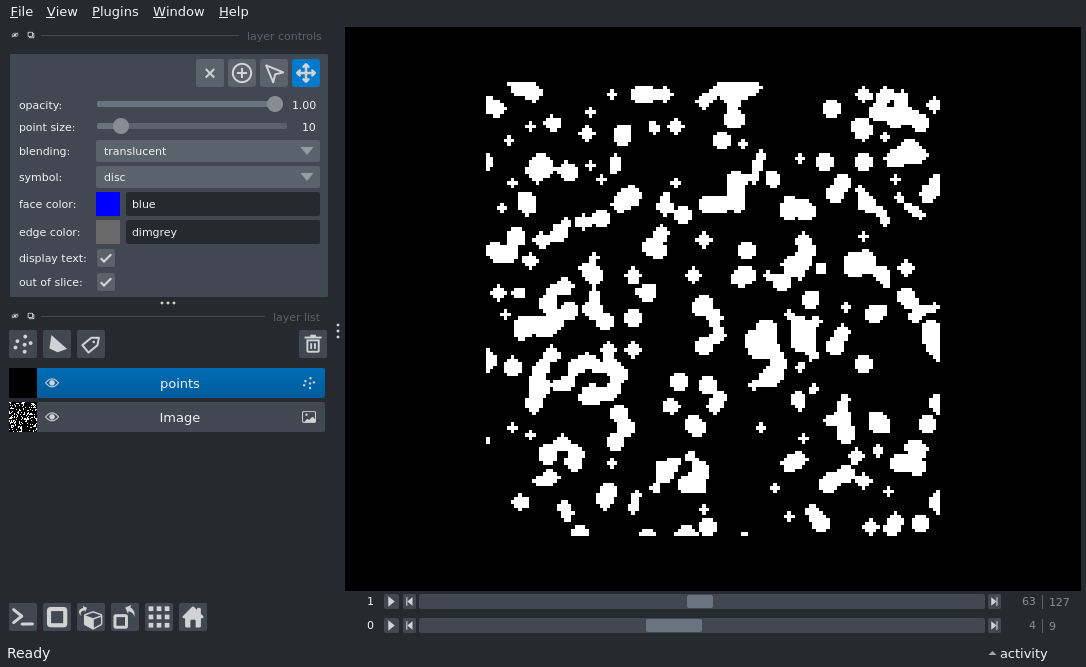 File View Plugins Window Help
layer controls
opacity: 1.00
point size: 10
blending: translucent
symbol: disc
face color: blue
edge color: dimgrey
display text:
out of slice:
layer list
points
Image
1 63 127
0 4 9
Ready activity